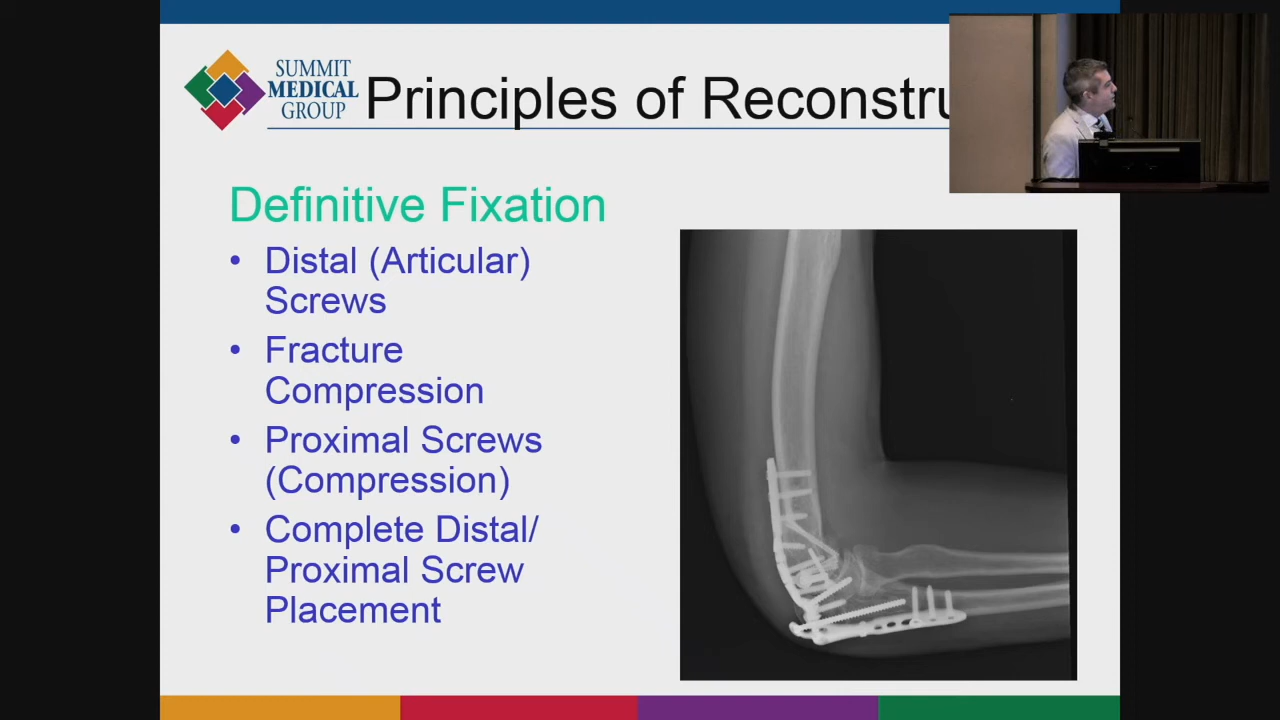 SUMMIT
MEDICAL
GROUP
Principles of Reconstru
Definitive Fixation
• Distal (Articular)
Screws
• Fracture
Compression
• Proximal Screws
(Compression)
• Complete Distal/
Proximal Screw
Placement